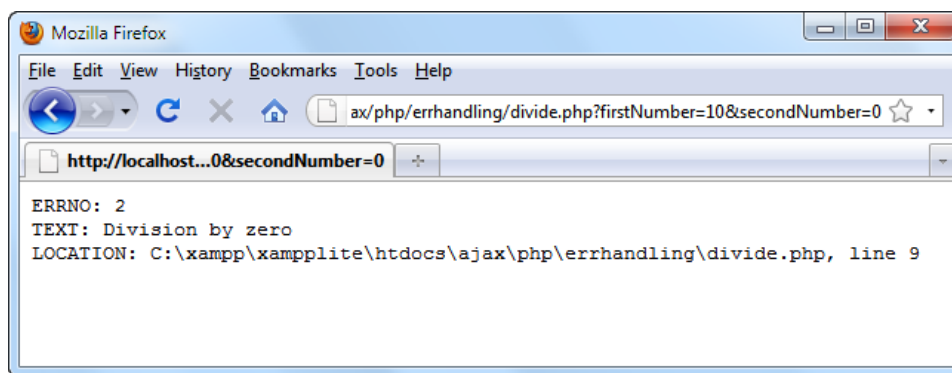 Mozilla Firefox
File Edit View History Bookmarks Tools Help
ax/php/errhandling/divide.php?firstNumber=10&secondNumber=0
http://localhost...0&secondNumber=0
ERRNO: 2
TEXT: Division by zero
LOCATION: C:\xampp\xampplite\htdocs\ajax\php\errhandling\divide.php, line 9